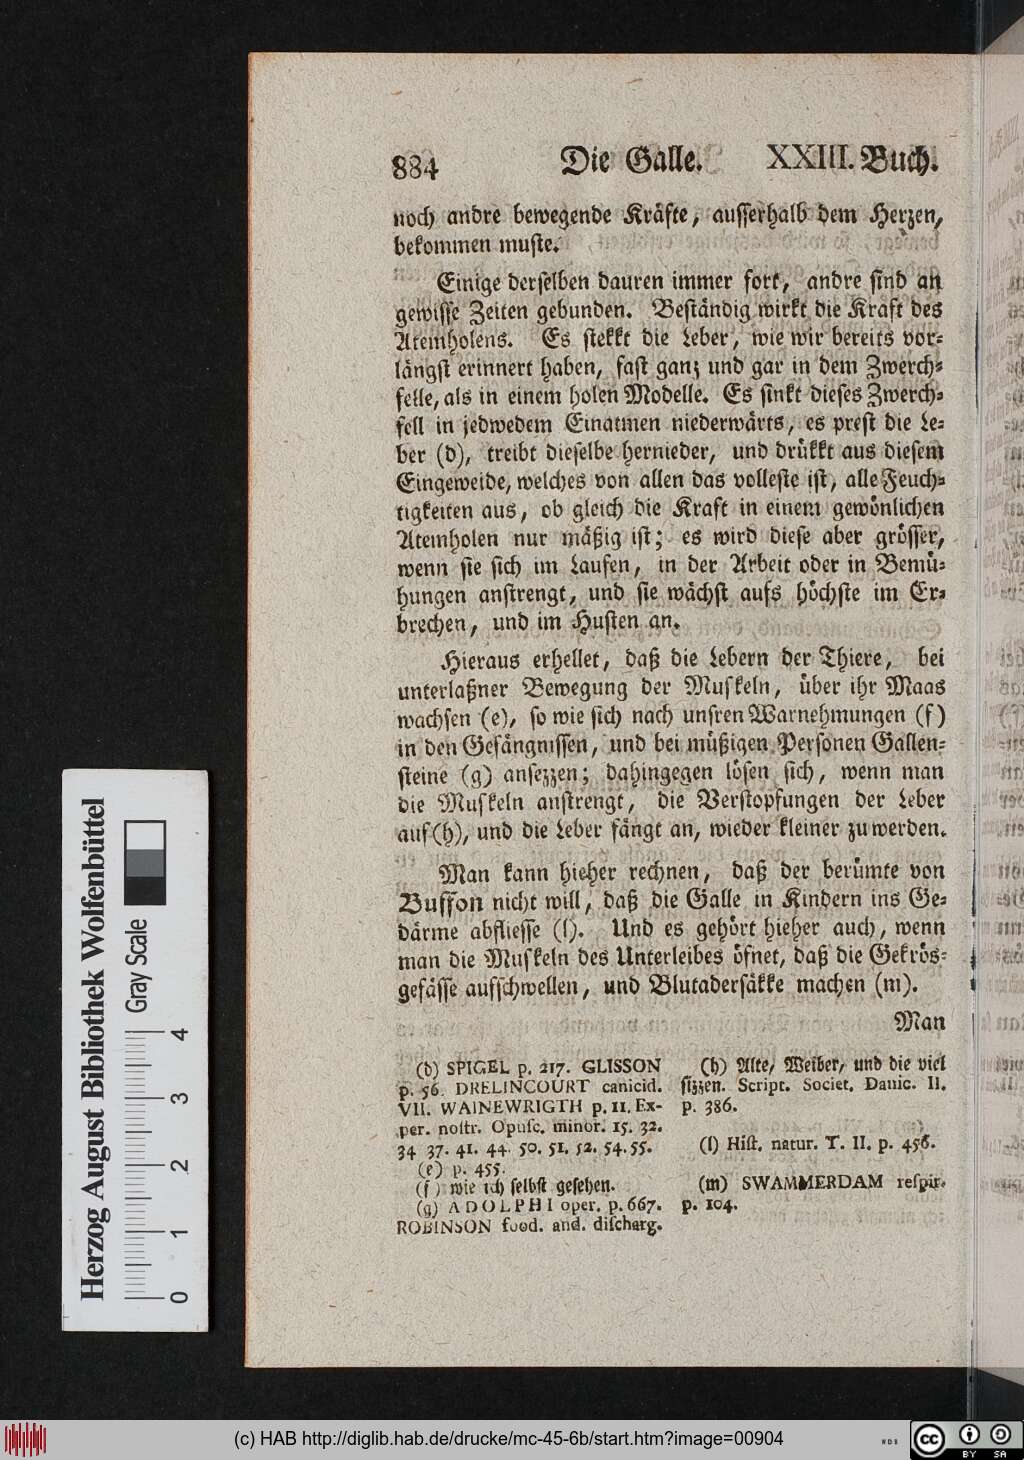 884 Die Galle. XXIII. Buch.
noch andre bewegende Kräfte, ausserhalb dem Herzen,
bekommen muste.
Einige derselben dauren immer fort, andre sind an
gewisse Zeiten gebunden. Beständig wirkt die Kraft des
Atemholens. Es stekkt die Leber, wie wir bereits vor-
längst erinnert haben, fast ganz und gar in dem Zwerch-
felle, als in einem holen Modelle. Es sinkt dieses Zwerch-
fell in jedwedem Einatmen niederwärts, es prest die Le-
ber (d), treibt dieselbe hernieder, und drükkt aus diesem
Eingeweide, welches von allen das volleste ist, alle Feuch-
tigkeiten aus, ob gleich die Kraft in einem gewönlichen
Atemholen nur mäßig ist; es wird diese aber grösser,
wenn sie sich im Laufen, in der Arbeit oder in Bemü-
hungen anstrengt, und sie wächst aufs höchste im Er-
brechen, und im Husten an.
Hieraus erhellet, daß die Lebern der Thiere, bei
unterlaßner Bewegung der Muskeln, über ihr Maas
wachsen (e), so wie sich nach unsren Warnehmungen (f)
in den Gefängnissen, und bei müßigen Personen Gallen-
steine (g) ansezzen; dahingegen lösen sich, wenn man
die Muskeln anstrengt, die Verstopfungen der Leber
auf (h), und die Leber fängt an, wieder kleiner zu werden.
Man kann hieher rechnen, daß der berümte von
Buffon nicht will, daß die Galle in Kindern ins Ge-
därme abfliesse (l). Und es gehört hieher auch, wenn
man die Muskeln des Unterleibes öfnet, daß die Gekrös-
gefässe aufschwellen, und Blutadersäkke machen (m).
Man
(d) SPIGEL p. 217. GLISSON
p. 56. DRELINCOURT canicid.
VII. WAINEWRIGTH p. 11. Ex-
per. nostr. Opusc. minor. 15. 32.
34 37. 41. 44. 50. 51. 52. 54. 55.
(e) p. 455.
(f) wie ich selbst gesehen.
(g) ADOLPHI oper. p. 667.
ROBINSON food. and. discharg.
(h) Alte, Weiber, und die viel
sizzen. Script. Societ. Danic. II.
p. 386.
(l) Hist. natur. T. II. p. 456.
(m) SWAMMERDAM respir.
p. 104.
Herzog August Bibliothek Wolfenbüttel
Gray Scale
0 1 2 3 4
(c) HAB http://diglib.hab.de/drucke/mc-45-6b/start.htm?image=00904
WDB
cc BY SA